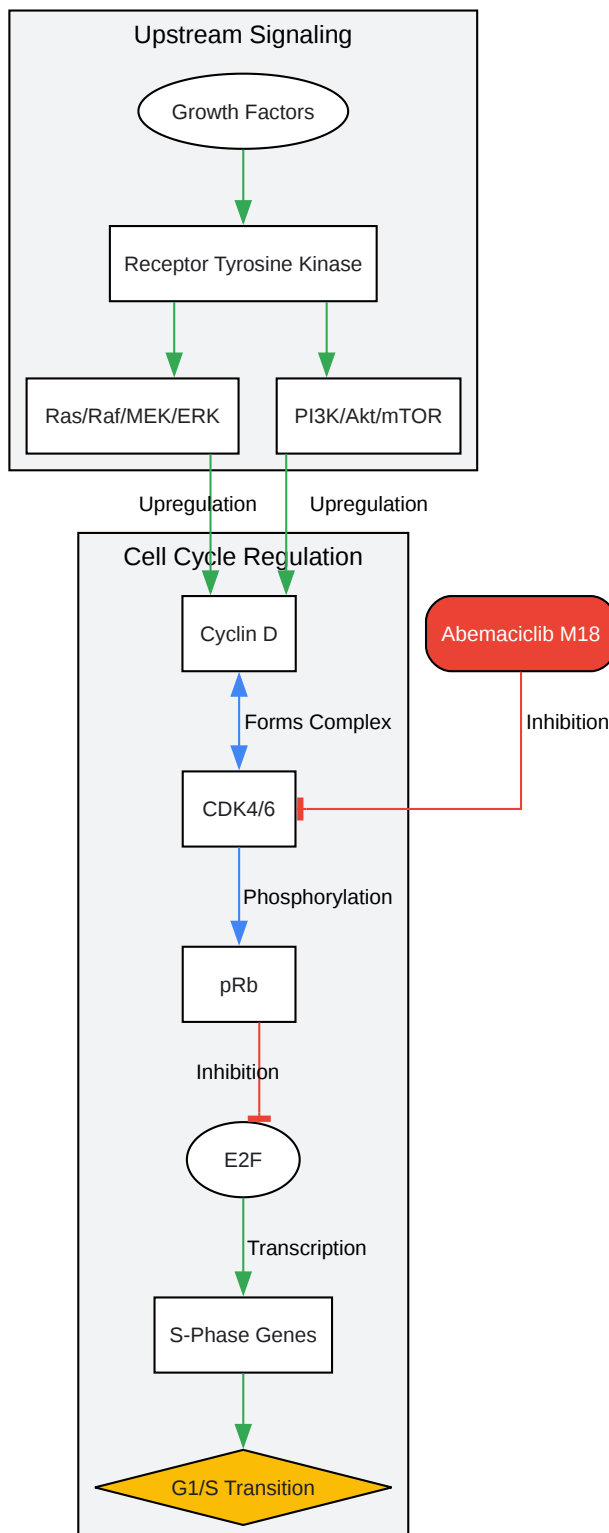 Upstream Signaling
Growth Factors
Receptor Tyrosine Kinase
Ras/Raf/MEK/ERK
PI3K/Akt/mTOR
Upregulation
Upregulation
Cell Cycle Regulation
Cyclin D
Abemaciclib M18
Forms Complex
Inhibition
CDK4/6
Phosphorylation
pRb
Inhibition
E2F
Transcription
S-Phase Genes
G1/S Transition